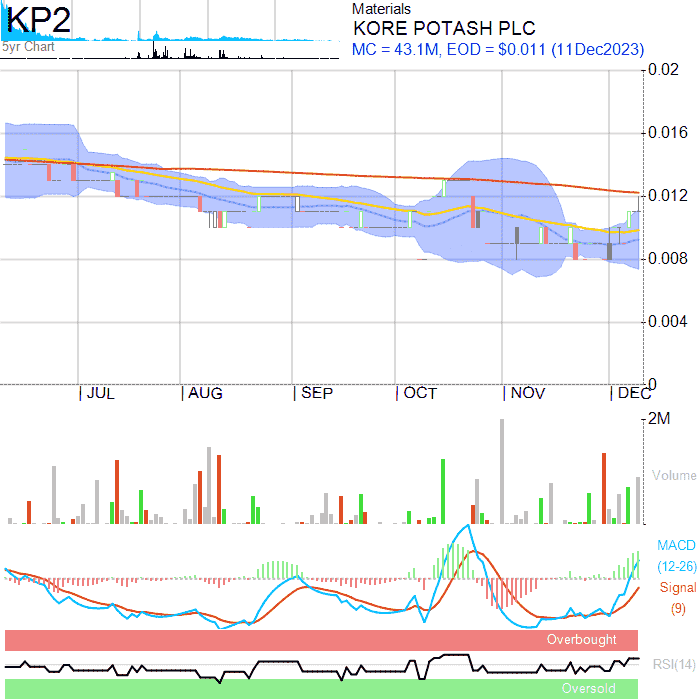 KP2
5yr Chart
Materials
KORE POTASH PLC
MC = 43.1M, EOD = $0.011 (11Dec2023)
0.02
0.016
0.012
0.008
0.004
0
| JUL | AUG | SEP | OCT | NOV | DEC
2M
Volume
MACD
(12-26)
Signal
(9)
Overbought
RSI(14)
Oversold